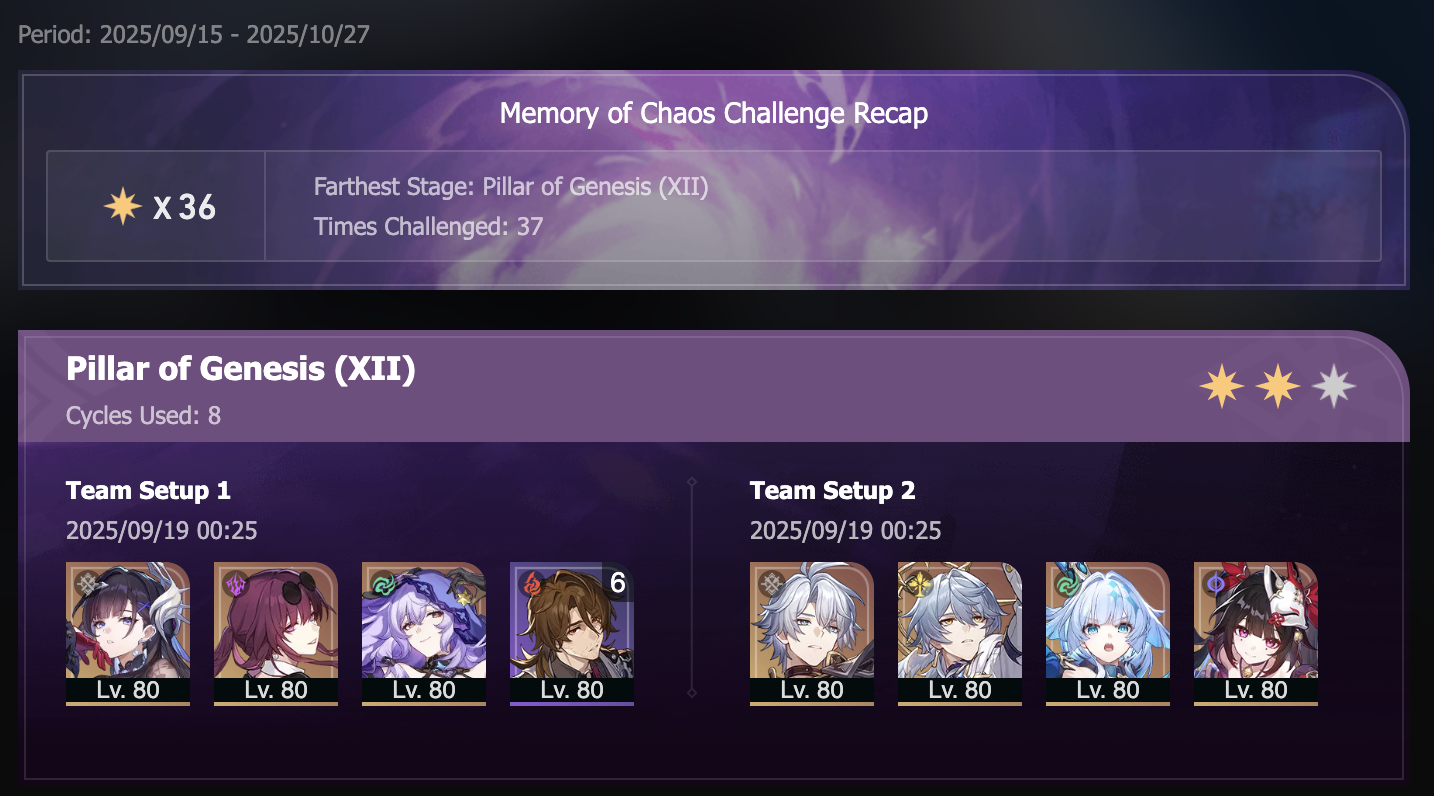 Period: 2025/09/15 - 2025/10/27
Memory of Chaos Challenge Recap
X 36
Farthest Stage: Pillar of Genesis (XII)
Times Challenged: 37
Pillar of Genesis (XII)
Cycles Used: 8
Team Setup 1
2025/09/19 00:25
6
Lv. 80 Lv. 80 Lv. 80 Lv. 80
Team Setup 2
2025/09/19 00:25
Lv. 80 Lv. 80 Lv. 80 Lv. 80